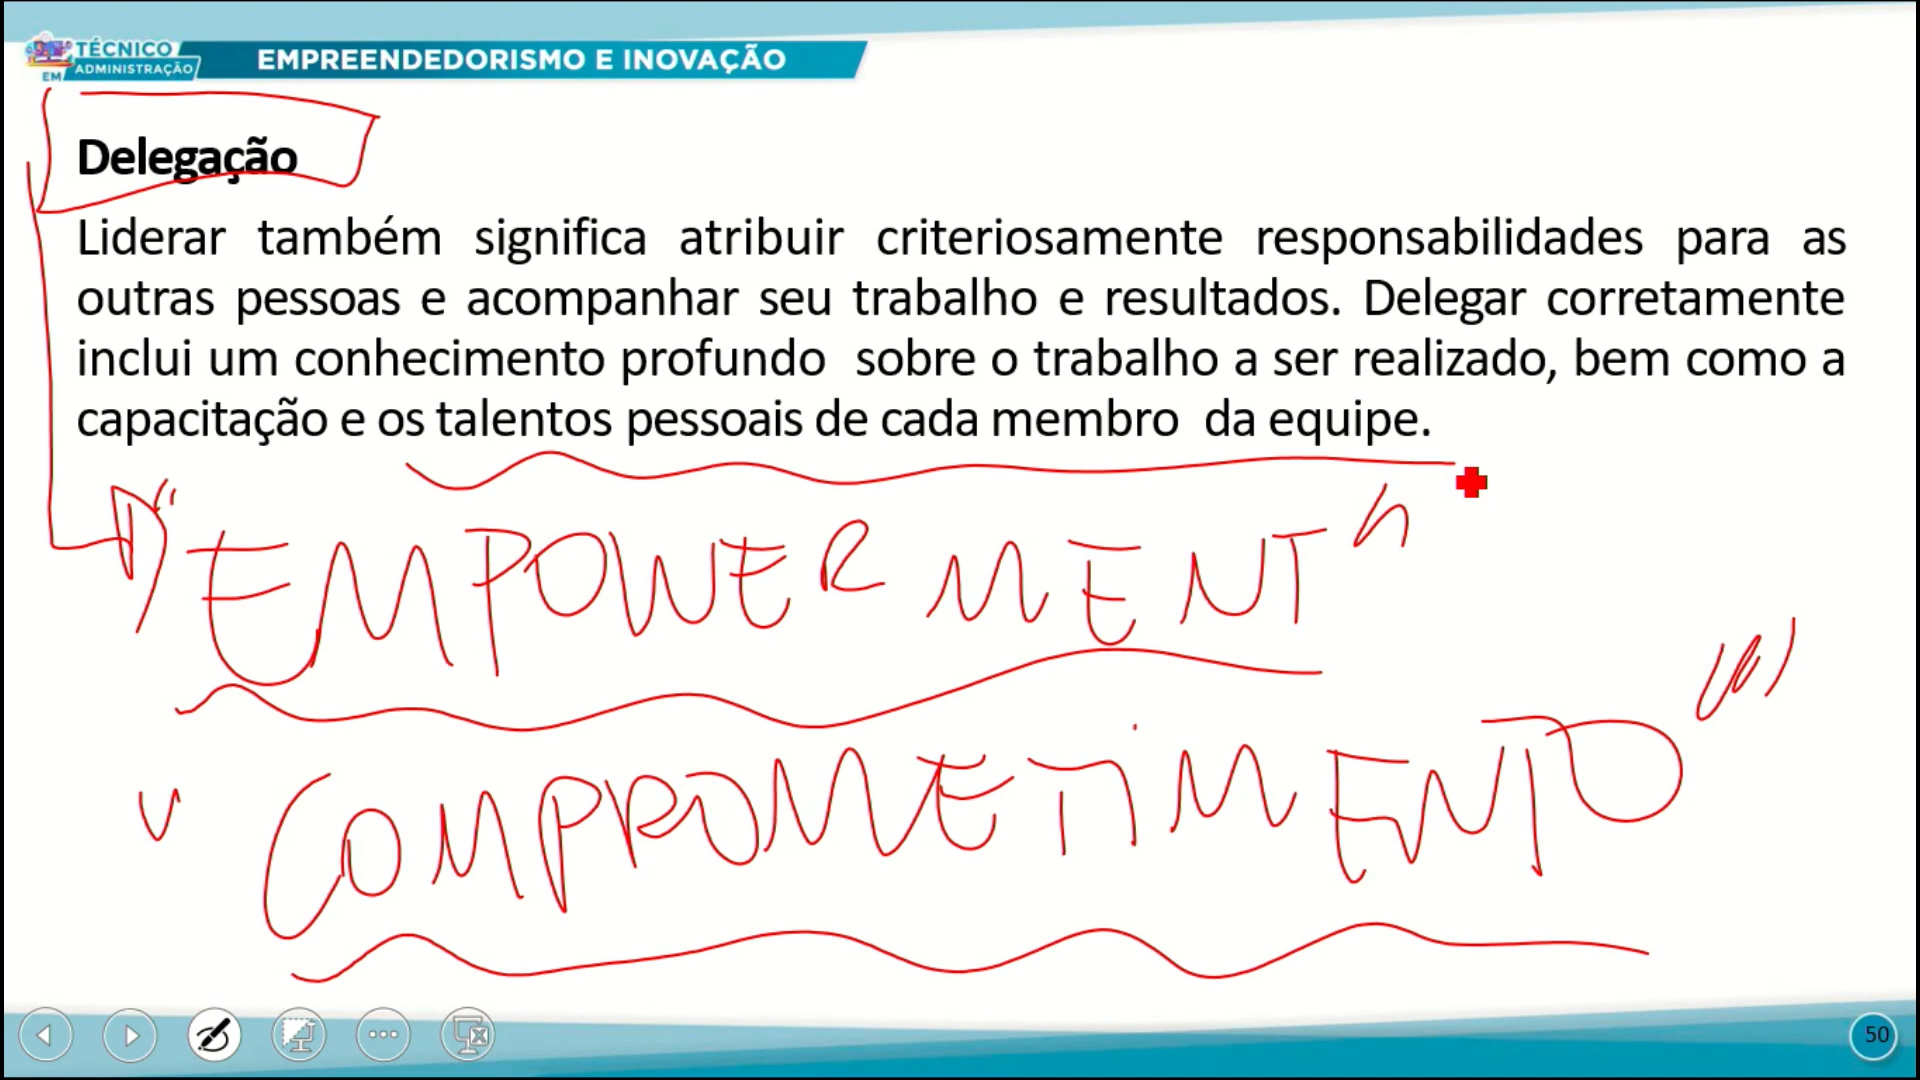 TÉCNICO
EM ADMINISTRAÇÃO
EMPREENDEDORISMO E INOVAÇÃO
Delegação
Liderar também significa atribuir criteriosamente responsabilidades para as
outras pessoas e acompanhar seu trabalho e resultados. Delegar corretamente
inclui um conhecimento profundo sobre o trabalho a ser realizado, bem como a
capacitação e os talentos pessoais de cada membro da equipe.
"EMPOWERMENT"
"COMPROMETIMENTO"
50